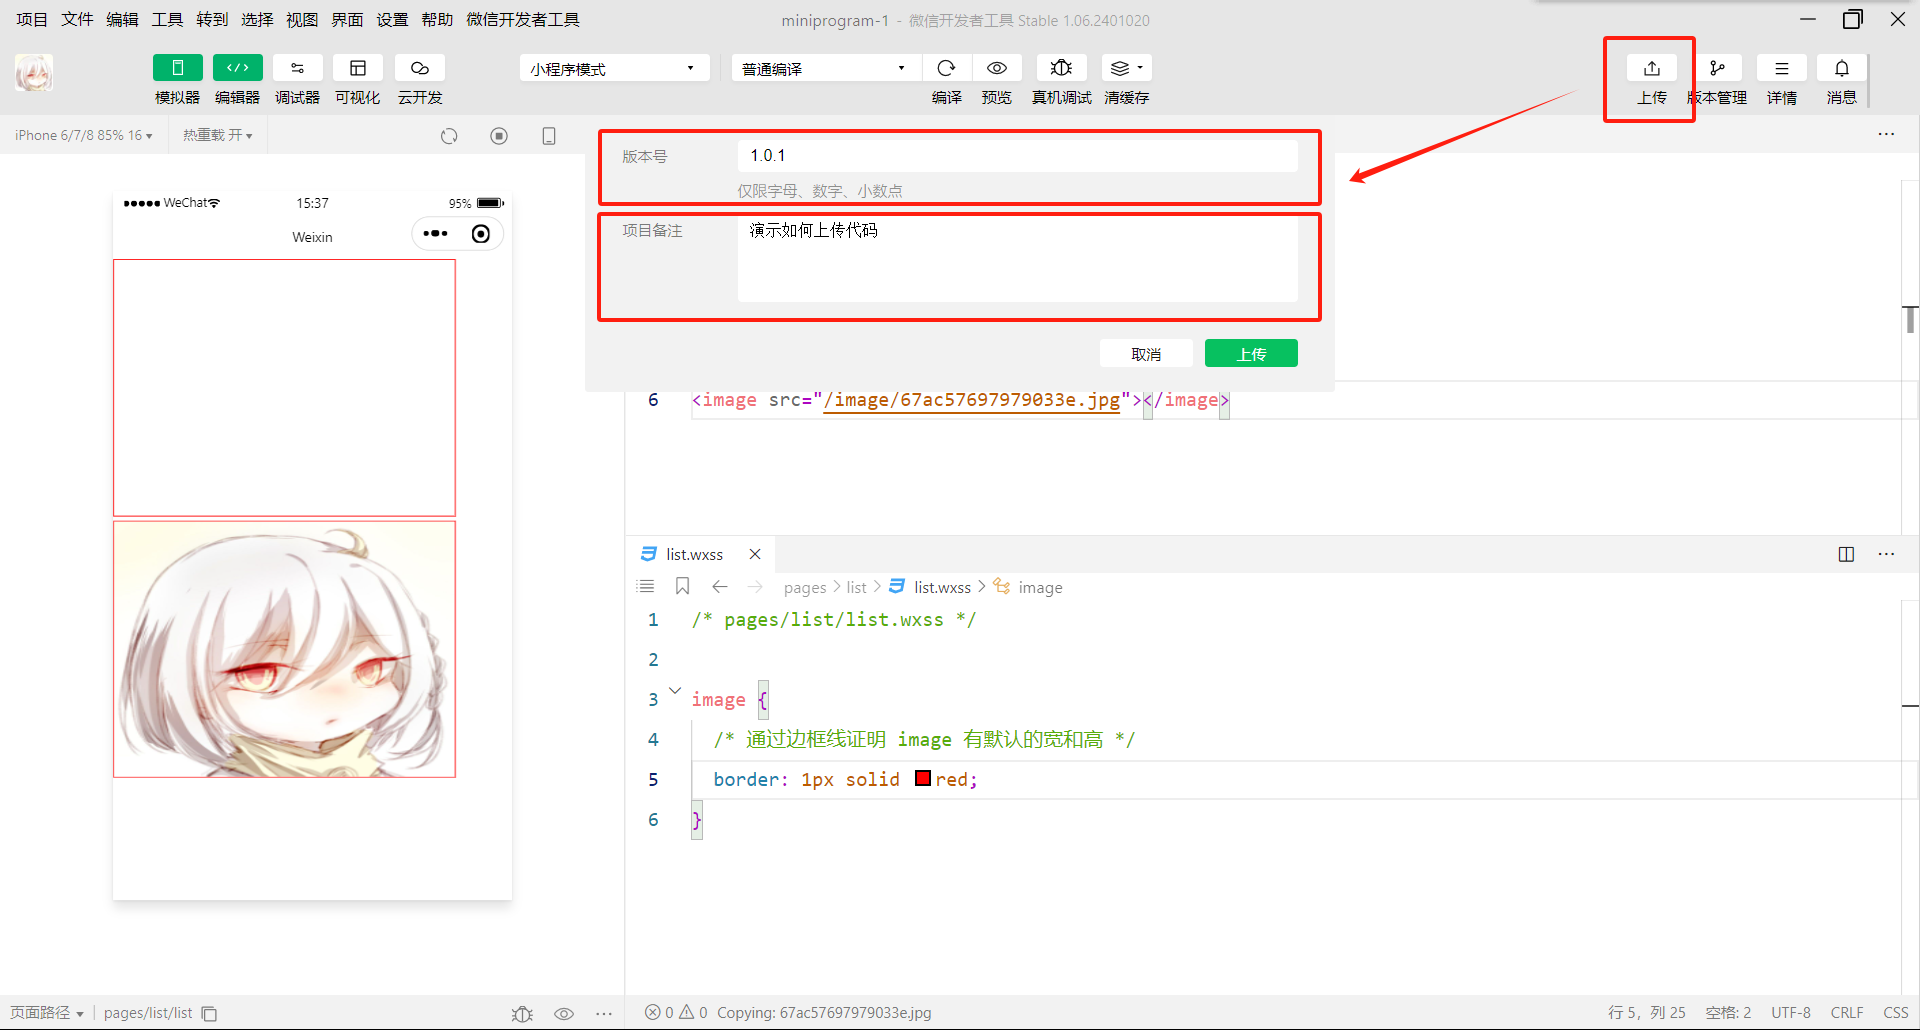 项目 文件 编辑 工具 转到 选择 视图 界面 设置 帮助 微信开发者工具
miniprogram-1 - 微信开发者工具 Stable 1.06.2401020
小程序模式
普通编译
模拟器 编辑器 调试器 可视化 云开发
编译 预览 真机调试 清缓存
上传 版本管理 详情 消息
iPhone 6/7/8 85% 16
热重载 开
WeChat
15:37
95%
Weixin
版本号
1.0.1
仅限字母、数字、小数点
项目备注
演示如何上传代码
取消
上传
6 <image src="/image/67ac57697979033e.jpg"></image>
list.wxss
pages > list > list.wxss > image
1 /* pages/list/list.wxss */
2
3 image {
4 /* 通过边框线证明 image 有默认的宽和高 */
5 border: 1px solid red;
6 }
页面路径
pages/list/list
0
0
Copying: 67ac57697979033e.jpg
行 5，列 25
空格: 2
UTF-8
CRLF
CSS